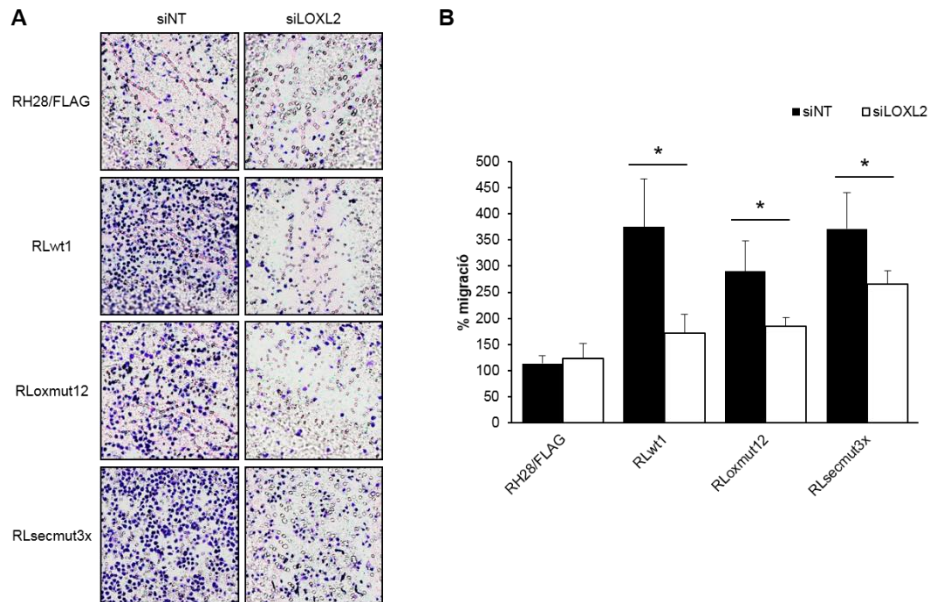 A
siNT siLOXL2
RH28/FLAG
RLwt1
RLoxmut12
RLsecmut3x
B
siNT siLOXL2
% migració
500
450
400
350
300
250
200
150
100
50
0
* * *
RH28/FLAG RLwt1 RLoxmut12 RLsecmut3x